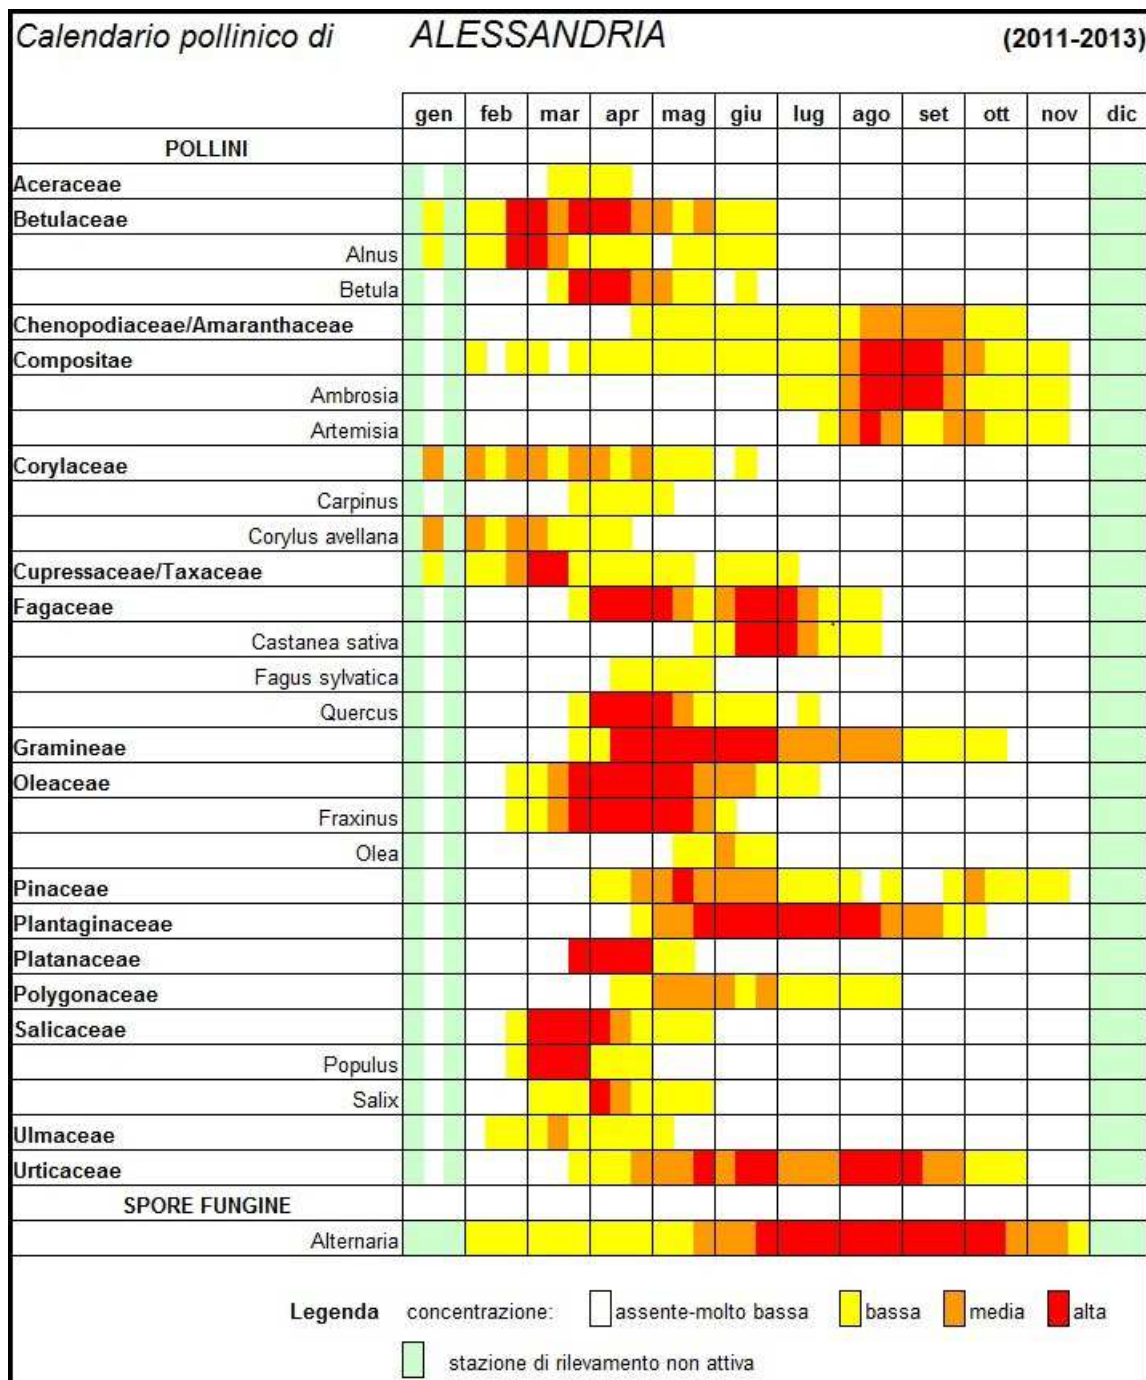 Calendario pollinico di ALESSANDRIA (2011-2013)
gen feb mar apr mag giu lug ago set ott nov dic
POLLINI
Aceraceae
Betulaceae
Alnus
Betula
Chenopodiaceae/Amaranthaceae
Compositae
Ambrosia
Artemisia
Corylaceae
Carpinus
Corylus avellana
Cupressaceae/Taxaceae
Fagaceae
Castanea sativa
Fagus sylvatica
Quercus
Gramineae
Oleaceae
Fraxinus
Olea
Pinaceae
Plantaginaceae
Platanaceae
Polygonaceae
Salicaceae
Populus
Salix
Ulmaceae
Urticaceae
SPORE FUNGINE
Alternaria
Legenda concentrazione: assente-molto bassa bassa media alta
stazione di rilevamento non attiva